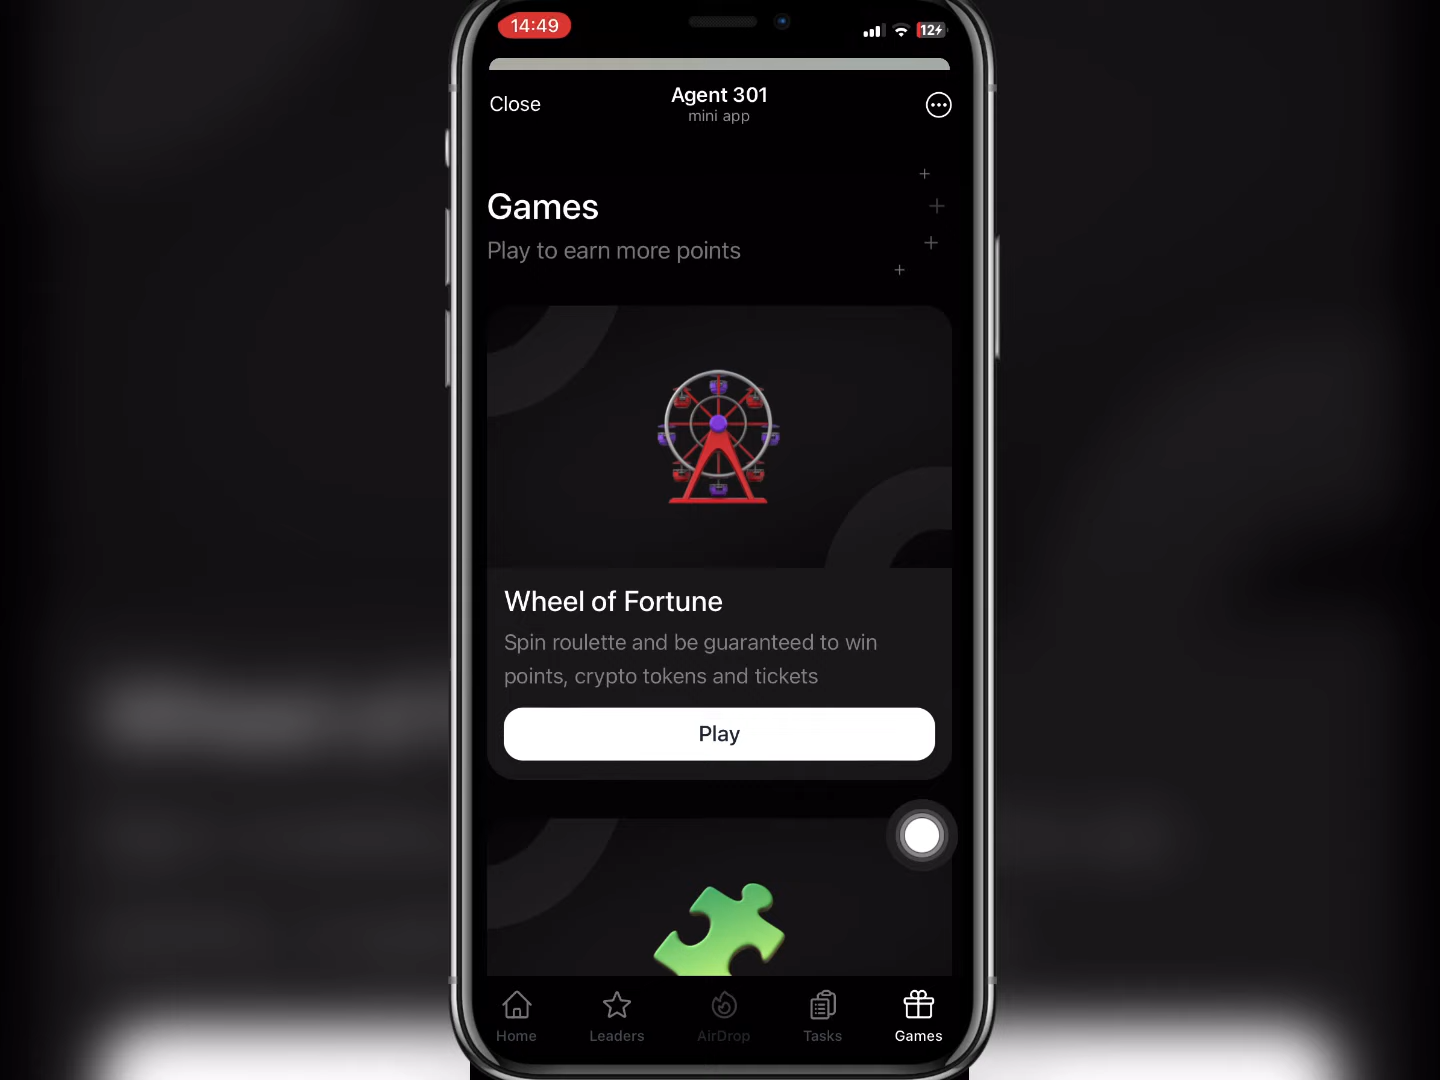 14:49
12
Close
Agent 301
mini app
Games
Play to earn more points
Wheel of Fortune
Spin roulette and be guaranteed to win
points, crypto tokens and tickets
Play
Home
Leaders
AirDrop
Tasks
Games